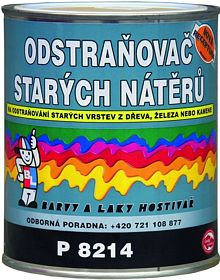 ODSTRAŇOVAČ
STARÝCH NÁTĚRŮ
NA ODSTRAŇOVÁNÍ STARÝCH VRSTEV Z DŘEVA, ŽELEZA NEBO KAMENE
BARVY A LAKY HOSTIVAŘ
ODBORNÁ PORADNA: +420 721 108 877
P 8214